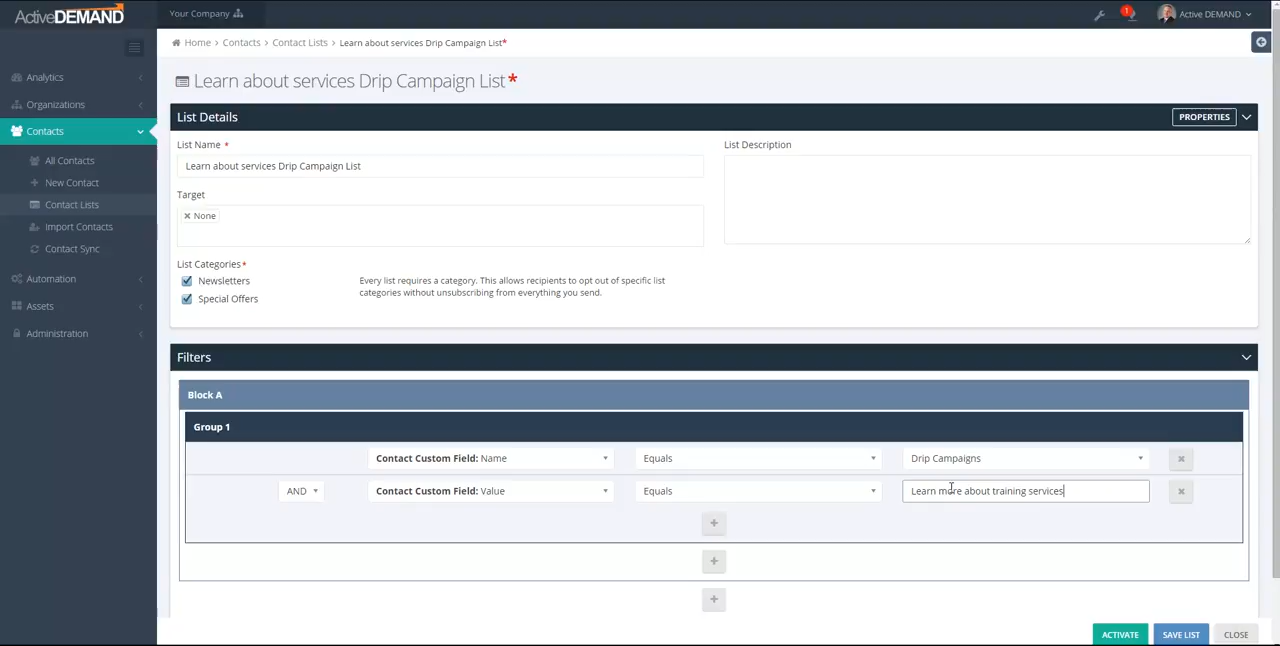 ActiveDEMAND
Your Company
1
Active DEMAND
Home > Contacts > Contact Lists > Learn about services Drip Campaign List*
Learn about services Drip Campaign List *
Analytics
Organizations
Contacts
All Contacts
New Contact
Contact Lists
Import Contacts
Contact Sync
Automation
Assets
Administration
List Details
PROPERTIES
List Name *
List Description
Learn about services Drip Campaign List
Target
× None
List Categories*
Newsletters
Special Offers
Every list requires a category. This allows recipients to opt out of specific list
categories without unsubscribing from everything you send.
Filters
Block A
Group 1
Contact Custom Field: Name Equals Drip Campaigns
AND Contact Custom Field: Value Equals Learn more about training services
+
+
+
ACTIVATE SAVE LIST CLOSE